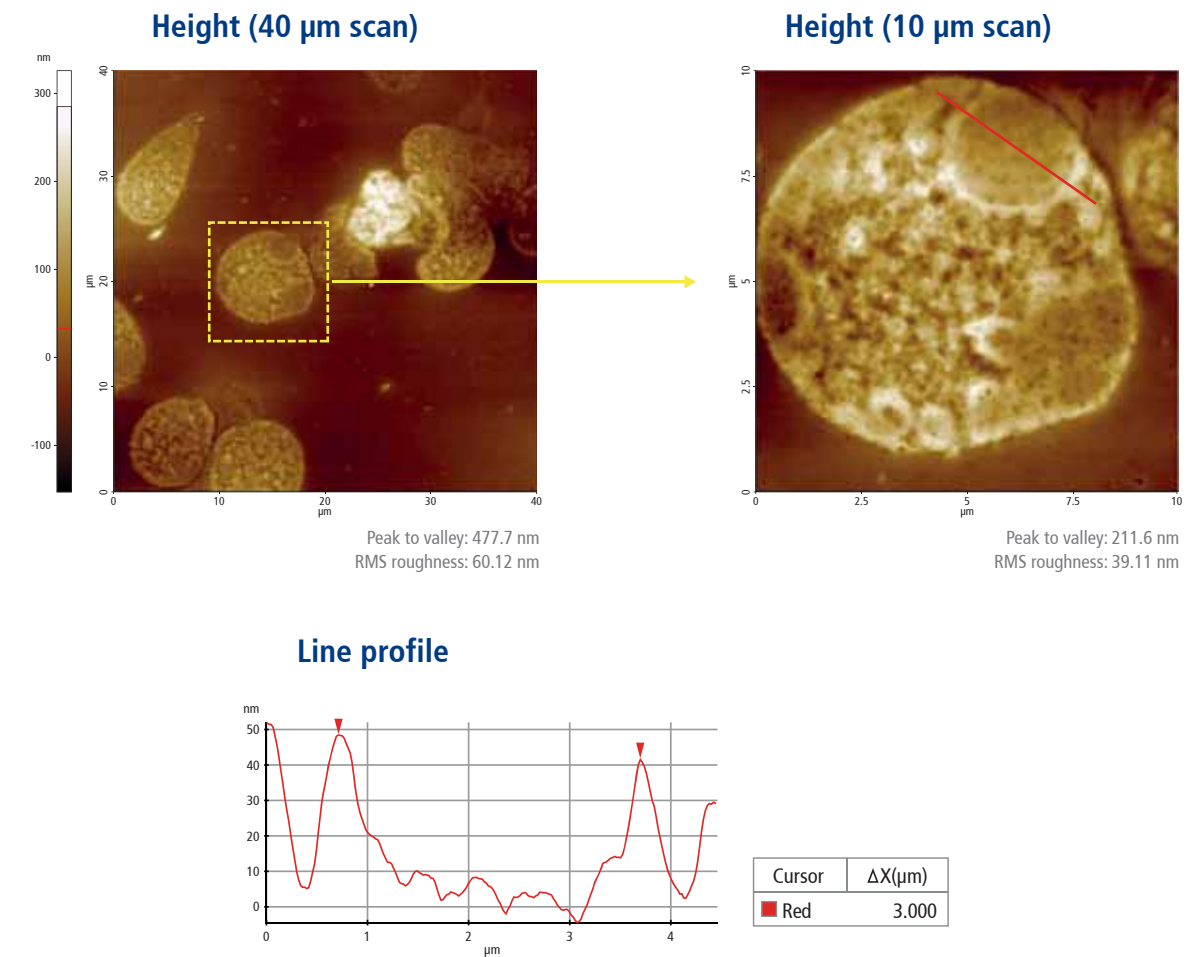 Height (40 µm scan)
Height (10 µm scan)
nm
300
200
100
0
-100
40
30
20
10
0
µm
0
10
20
30
40
µm
10
7.5
5
2.5
0
µm
0
2.5
5
7.5
10
µm
Peak to valley: 477.7 nm
RMS roughness: 60.12 nm
Peak to valley: 211.6 nm
RMS roughness: 39.11 nm
Line profile
nm
50
40
30
20
10
0
0
1
2
3
4
µm
Cursor ΔX(µm)
Red 3.000